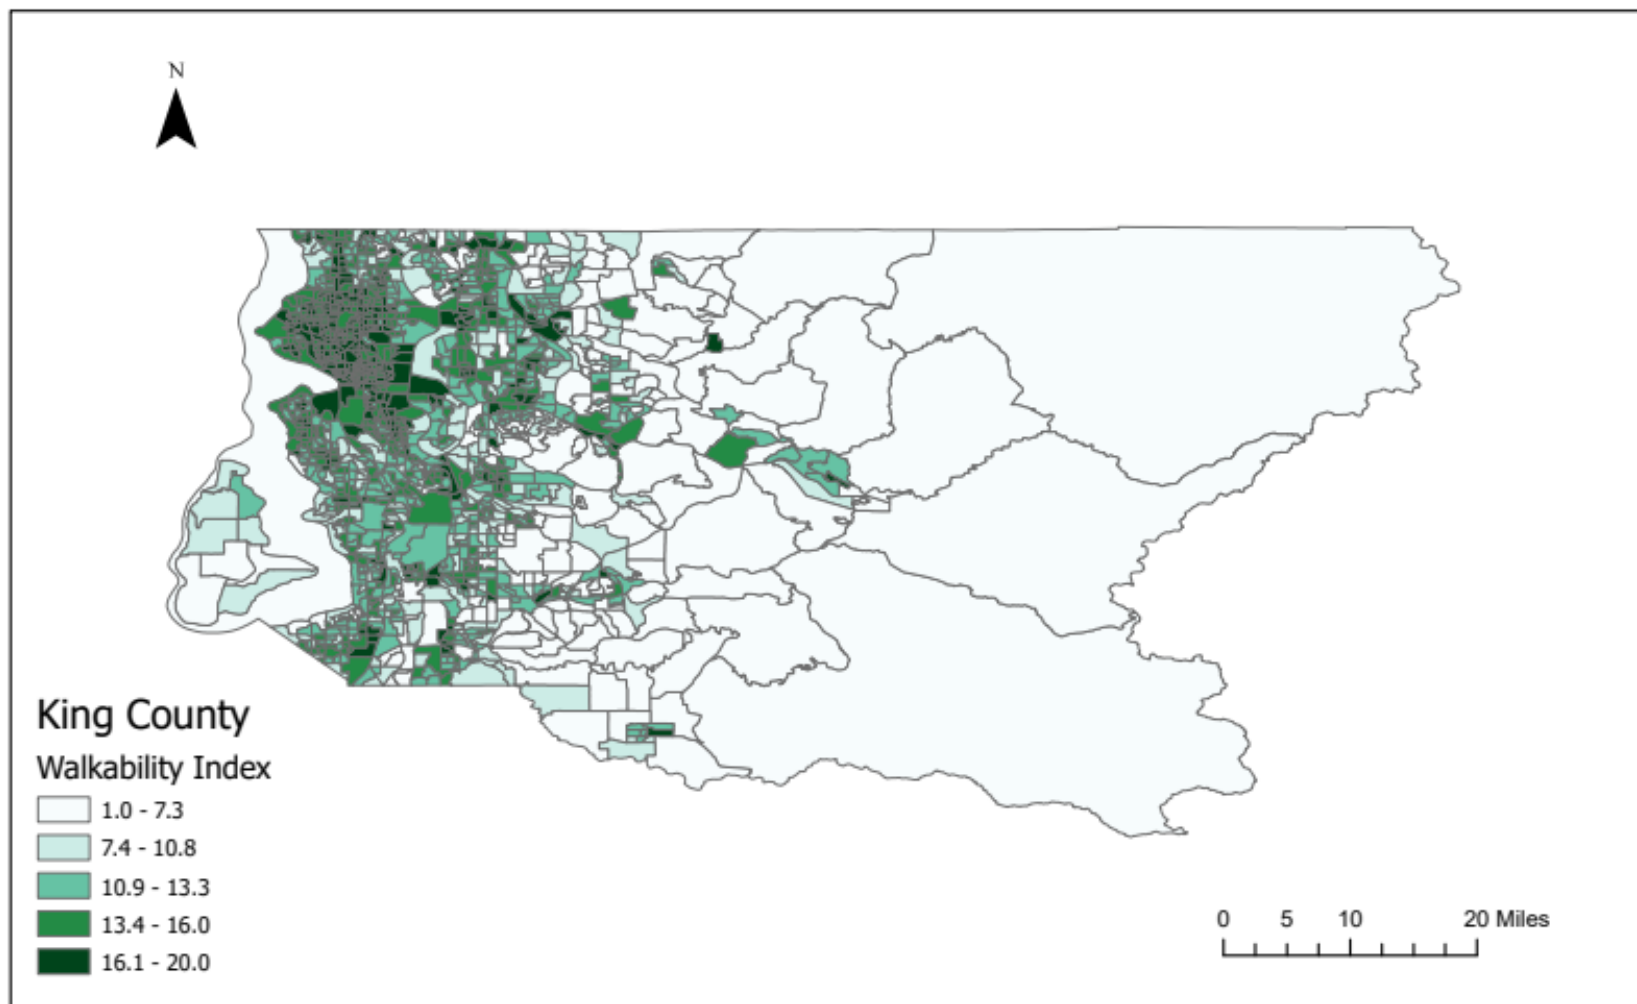 N
King County
Walkability Index
1.0 - 7.3
7.4 - 10.8
10.9 - 13.3
13.4 - 16.0
16.1 - 20.0
0 5 10 20 Miles